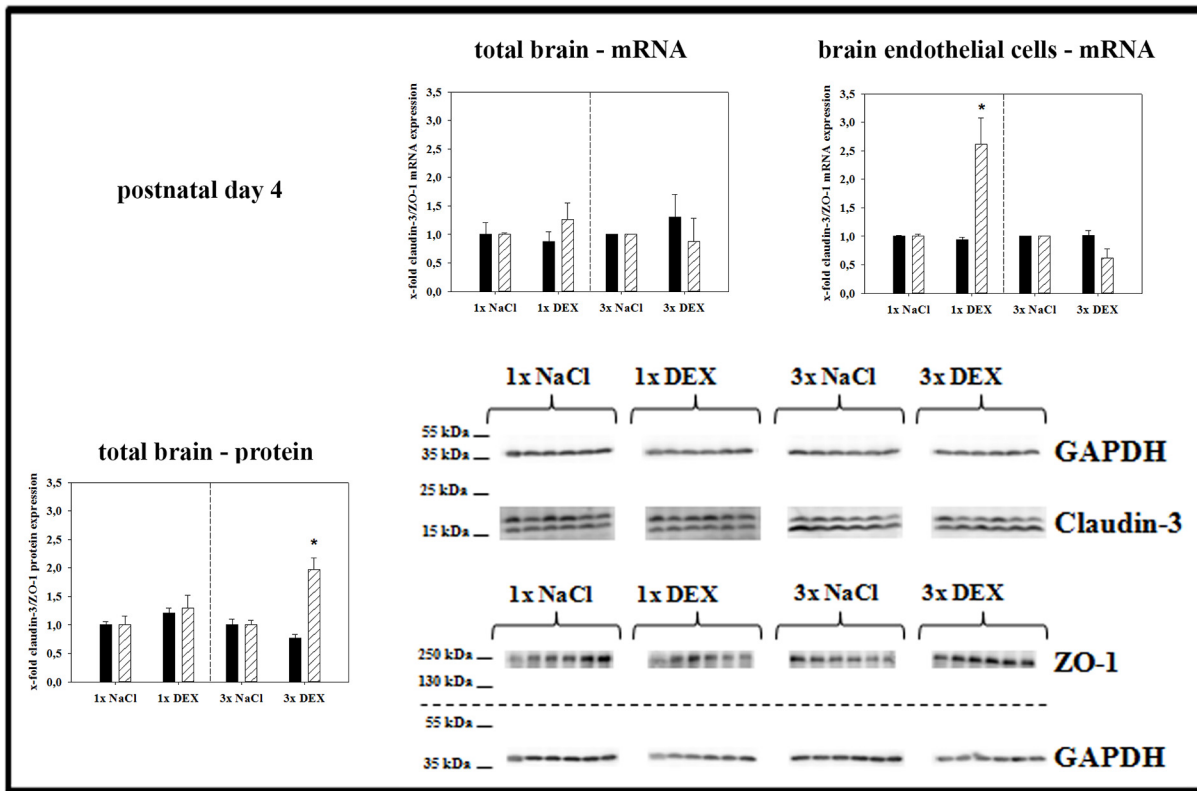 total brain - mRNA
brain endothelial cells - mRNA
postnatal day 4
x-fold claudin-3/ZO-1 mRNA expression
3,5
3,0
2,5
2,0
1,5
1,0
0,5
0,0
1x NaCl 1x DEX 3x NaCl 3x DEX
x-fold claudin-3/ZO-1 mRNA expression
3,5
3,0
2,5
2,0
1,5
1,0
0,5
0,0
*
1x NaCl 1x DEX 3x NaCl 3x DEX
total brain - protein
x-fold claudin-3/ZO-1 protein expression
3,5
3,0
2,5
2,0
1,5
1,0
0,5
0,0
*
1x NaCl 1x DEX 3x NaCl 3x DEX
1x NaCl 1x DEX 3x NaCl 3x DEX
55 kDa
35 kDa
GAPDH
25 kDa
15 kDa
Claudin-3
1x NaCl 1x DEX 3x NaCl 3x DEX
250 kDa
130 kDa
ZO-1
55 kDa
35 kDa
GAPDH